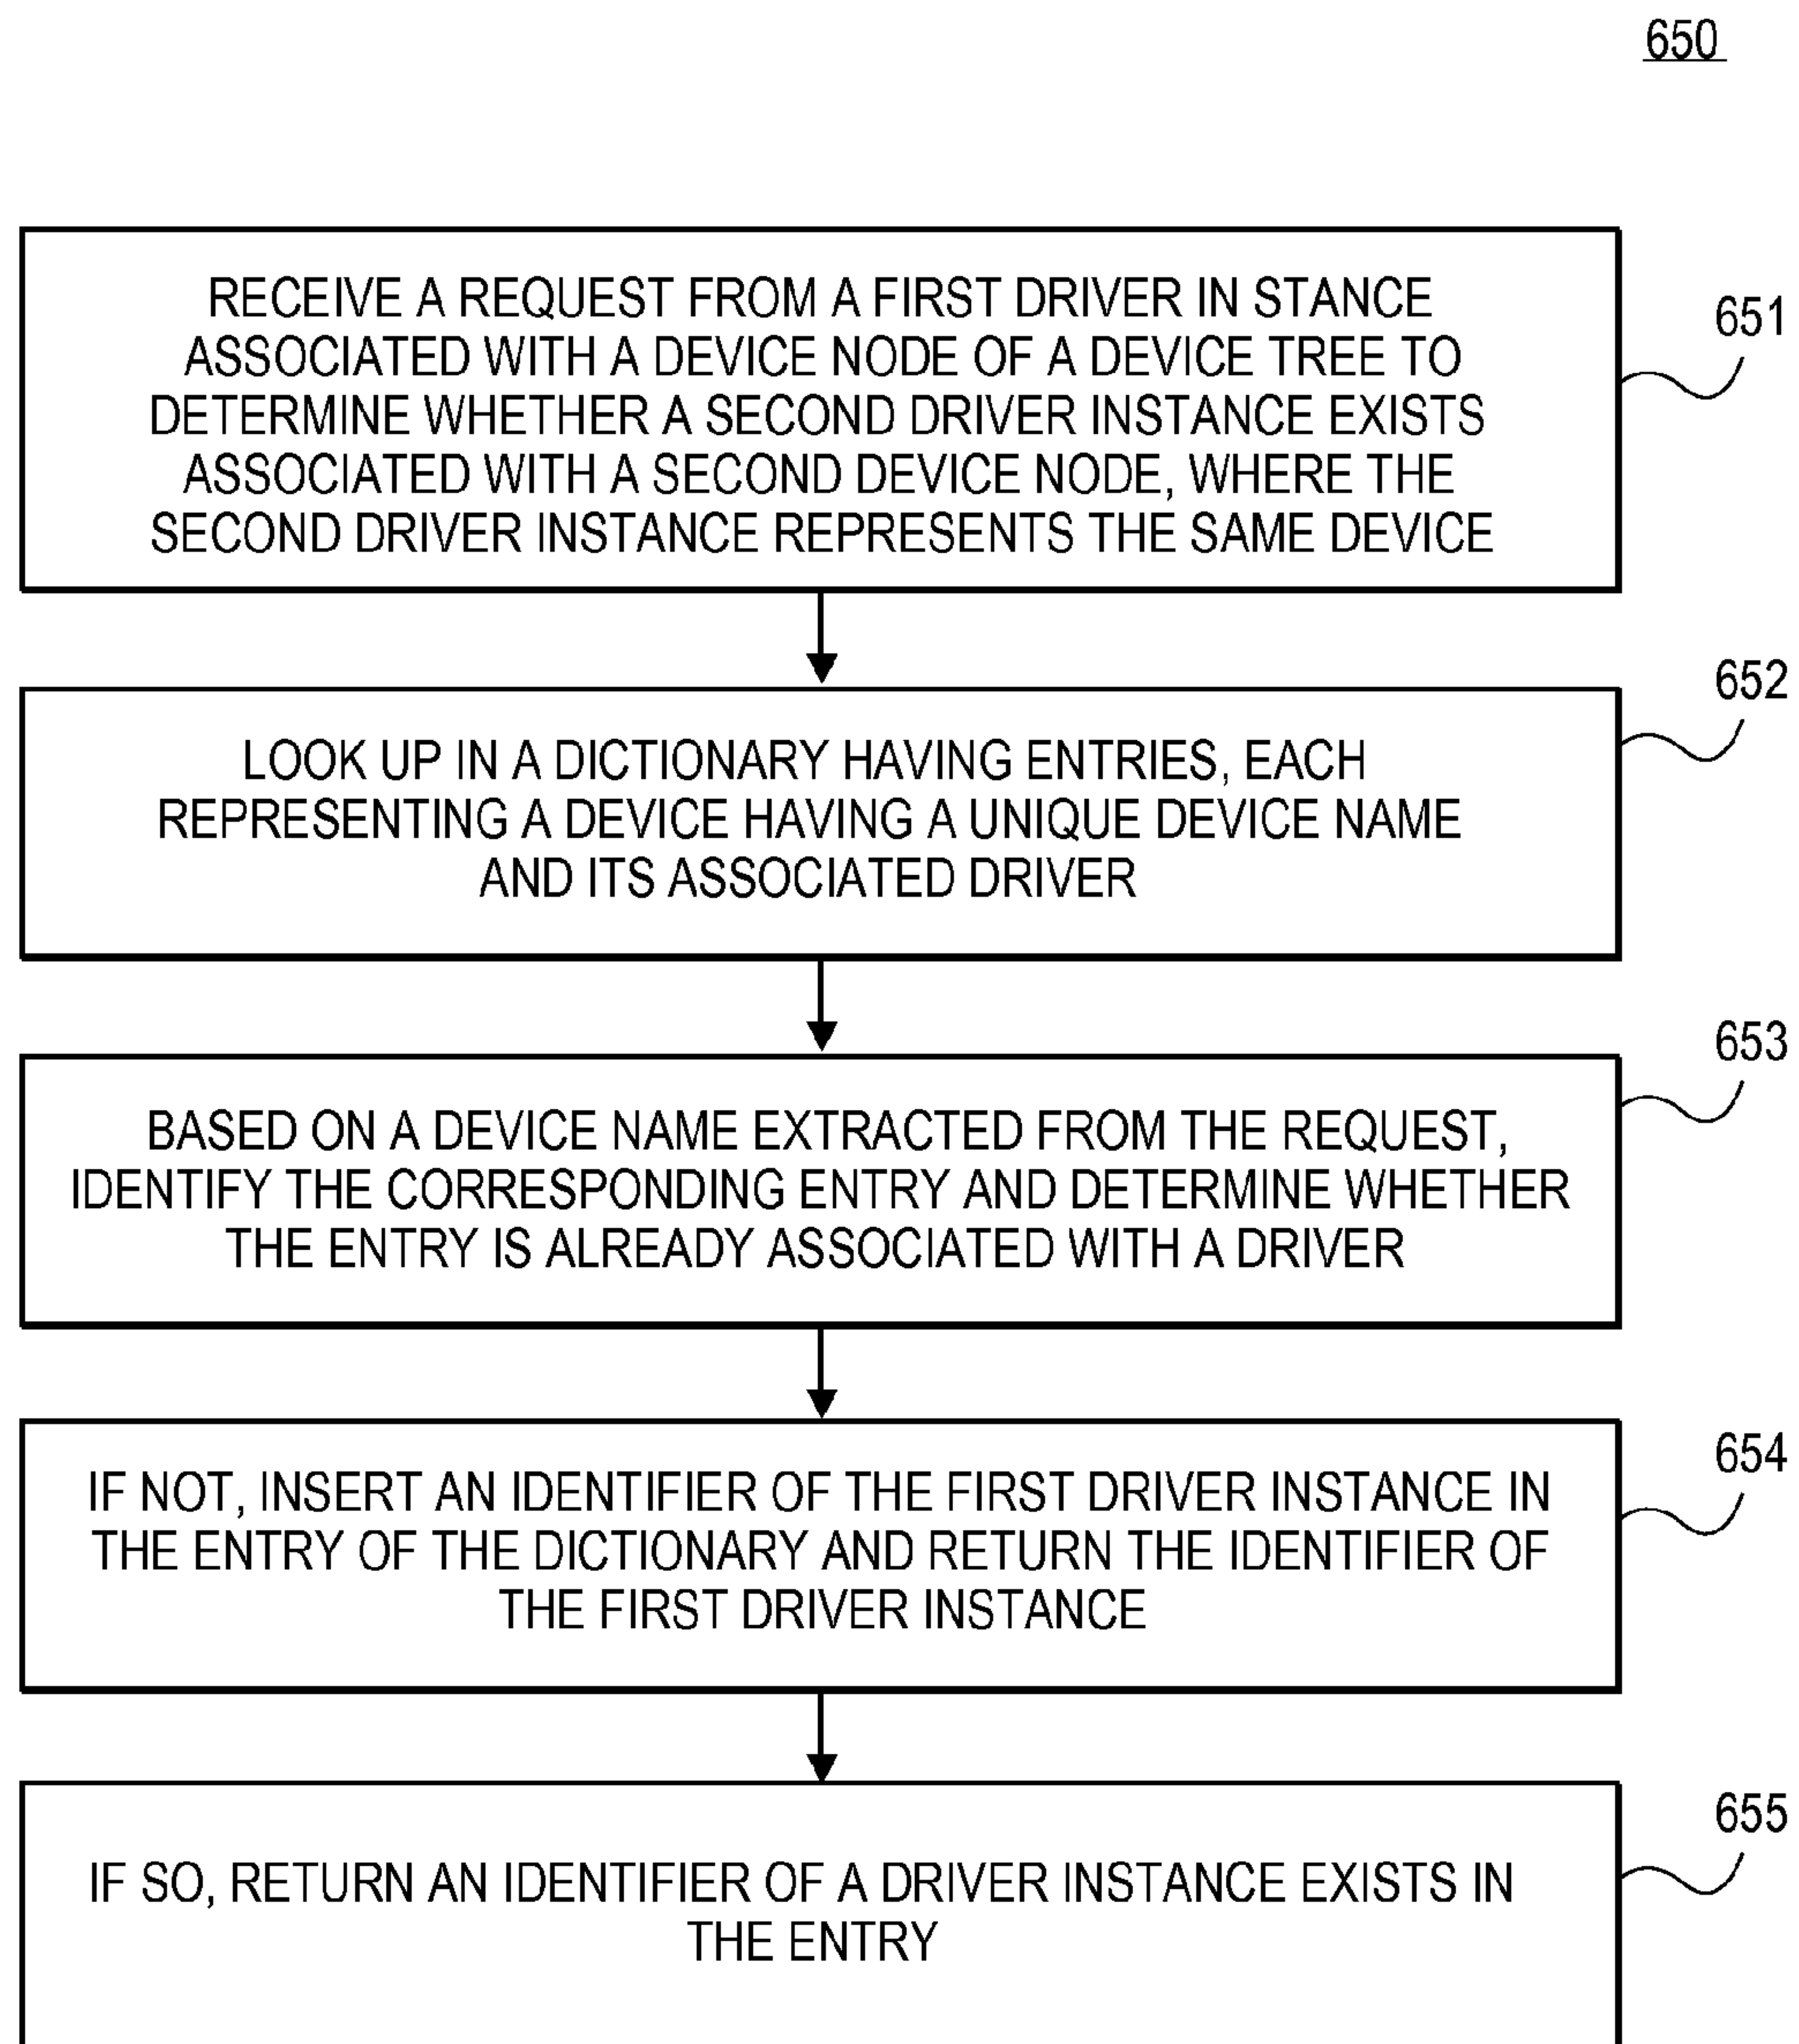 650
RECEIVE A REQUEST FROM A FIRST DRIVER IN STANCE
ASSOCIATED WITH A DEVICE NODE OF A DEVICE TREE TO
DETERMINE WHETHER A SECOND DRIVER INSTANCE EXISTS
ASSOCIATED WITH A SECOND DEVICE NODE, WHERE THE
SECOND DRIVER INSTANCE REPRESENTS THE SAME DEVICE
651
LOOK UP IN A DICTIONARY HAVING ENTRIES, EACH
REPRESENTING A DEVICE HAVING A UNIQUE DEVICE NAME
AND ITS ASSOCIATED DRIVER
652
BASED ON A DEVICE NAME EXTRACTED FROM THE REQUEST,
IDENTIFY THE CORRESPONDING ENTRY AND DETERMINE WHETHER
THE ENTRY IS ALREADY ASSOCIATED WITH A DRIVER
653
IF NOT, INSERT AN IDENTIFIER OF THE FIRST DRIVER INSTANCE IN
THE ENTRY OF THE DICTIONARY AND RETURN THE IDENTIFIER OF
THE FIRST DRIVER INSTANCE
654
IF SO, RETURN AN IDENTIFIER OF A DRIVER INSTANCE EXISTS IN
THE ENTRY
655